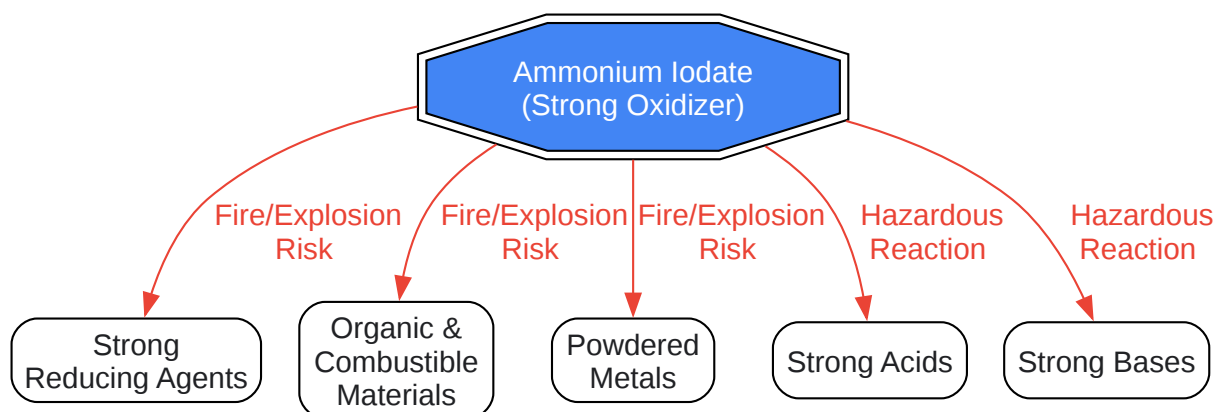 Ammonium Iodate
(Strong Oxidizer)
Fire/Explosion
Risk
Fire/Explosion
Risk
Fire/Explosion
Risk
Hazardous
Reaction
Hazardous
Reaction
Strong
Reducing Agents
Organic &
Combustible
Materials
Powdered
Metals
Strong Acids
Strong Bases